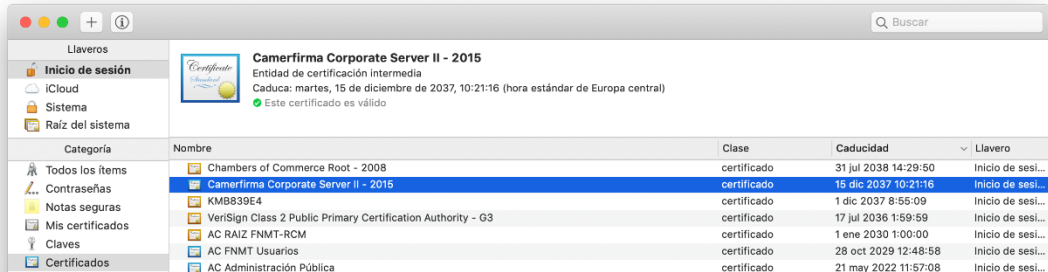 Buscar
Llaveros
Inicio de sesión
iCloud
Sistema
Raíz del sistema
Categoría
Todos los ítems
Contraseñas
Notas seguras
Mis certificados
Claves
Certificados
Certificate
Standard
Camerfirma Corporate Server II - 2015
Entidad de certificación intermedia
Caduca: martes, 15 de diciembre de 2037, 10:21:16 (hora estándar de Europa central)
Este certificado es válido
Nombre Clase Caducidad Llavero
Chambers of Commerce Root - 2008 certificado 31 jul 2038 14:29:50 Inicio de sesi...
Camerfirma Corporate Server II - 2015 certificado 15 dic 2037 10:21:16 Inicio de sesi...
KMB839E4 certificado 1 dic 2037 8:55:09 Inicio de sesi...
VeriSign Class 2 Public Primary Certification Authority - G3 certificado 17 jul 2036 1:59:59 Inicio de sesi...
AC RAIZ FNMT-RCM certificado 1 ene 2030 1:00:00 Inicio de sesi...
AC FNMT Usuarios certificado 28 oct 2029 12:48:58 Inicio de sesi...
AC Administración Pública certificado 21 may 2022 11:57:08 Inicio de sesi...